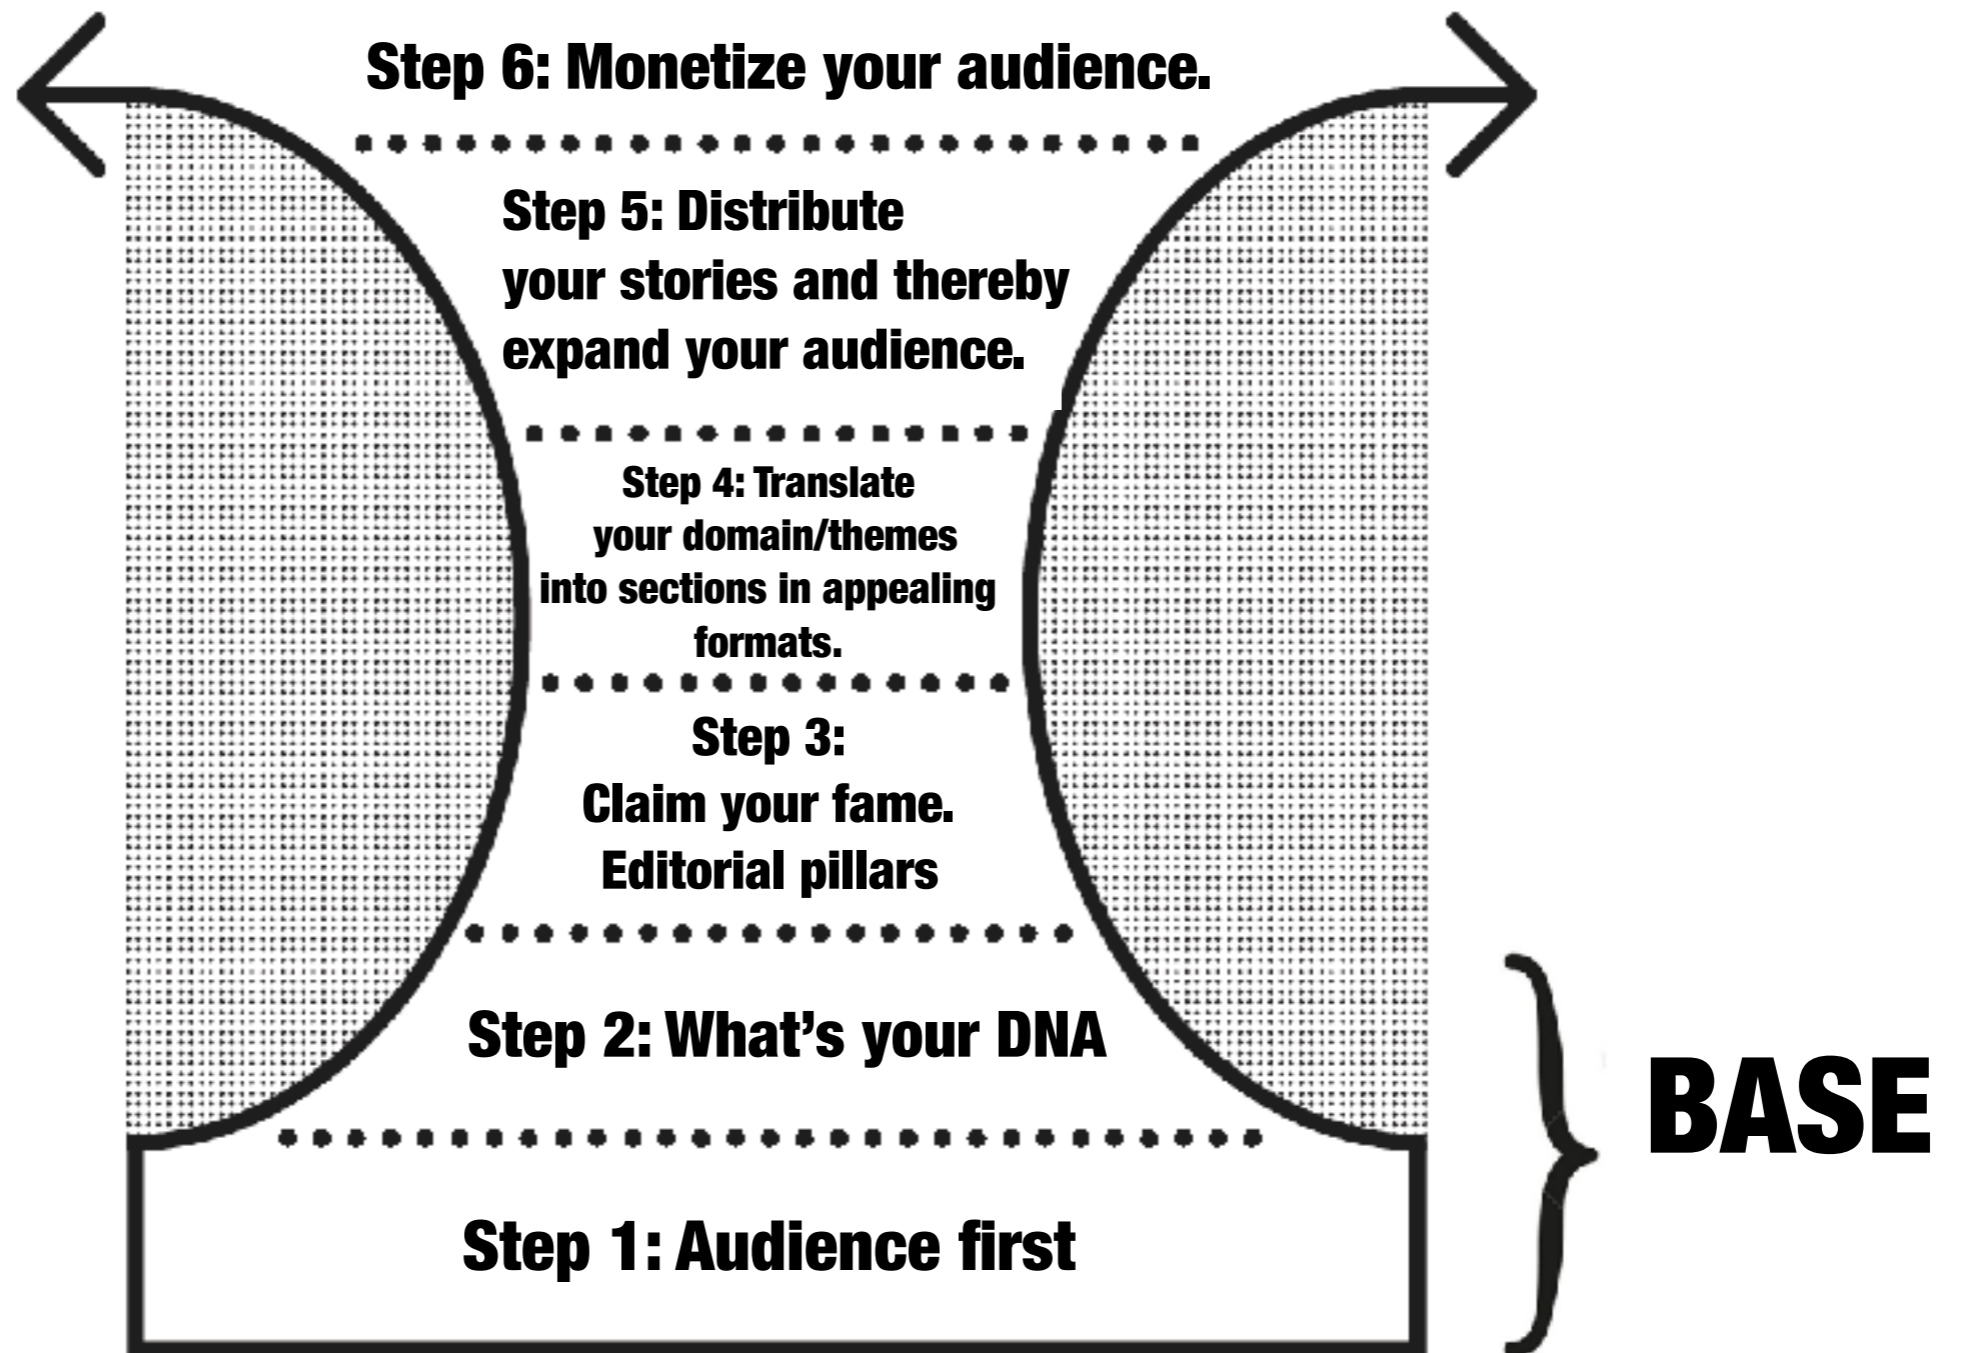 Step 6: Monetize your audience.
Step 5: Distribute
your stories and thereby
expand your audience.
Step 4: Translate
your domain/themes
into sections in appealing
formats.
Step 3:
Claim your fame.
Editorial pillars
Step 2: What’s your DNA
BASE
Step 1: Audience first